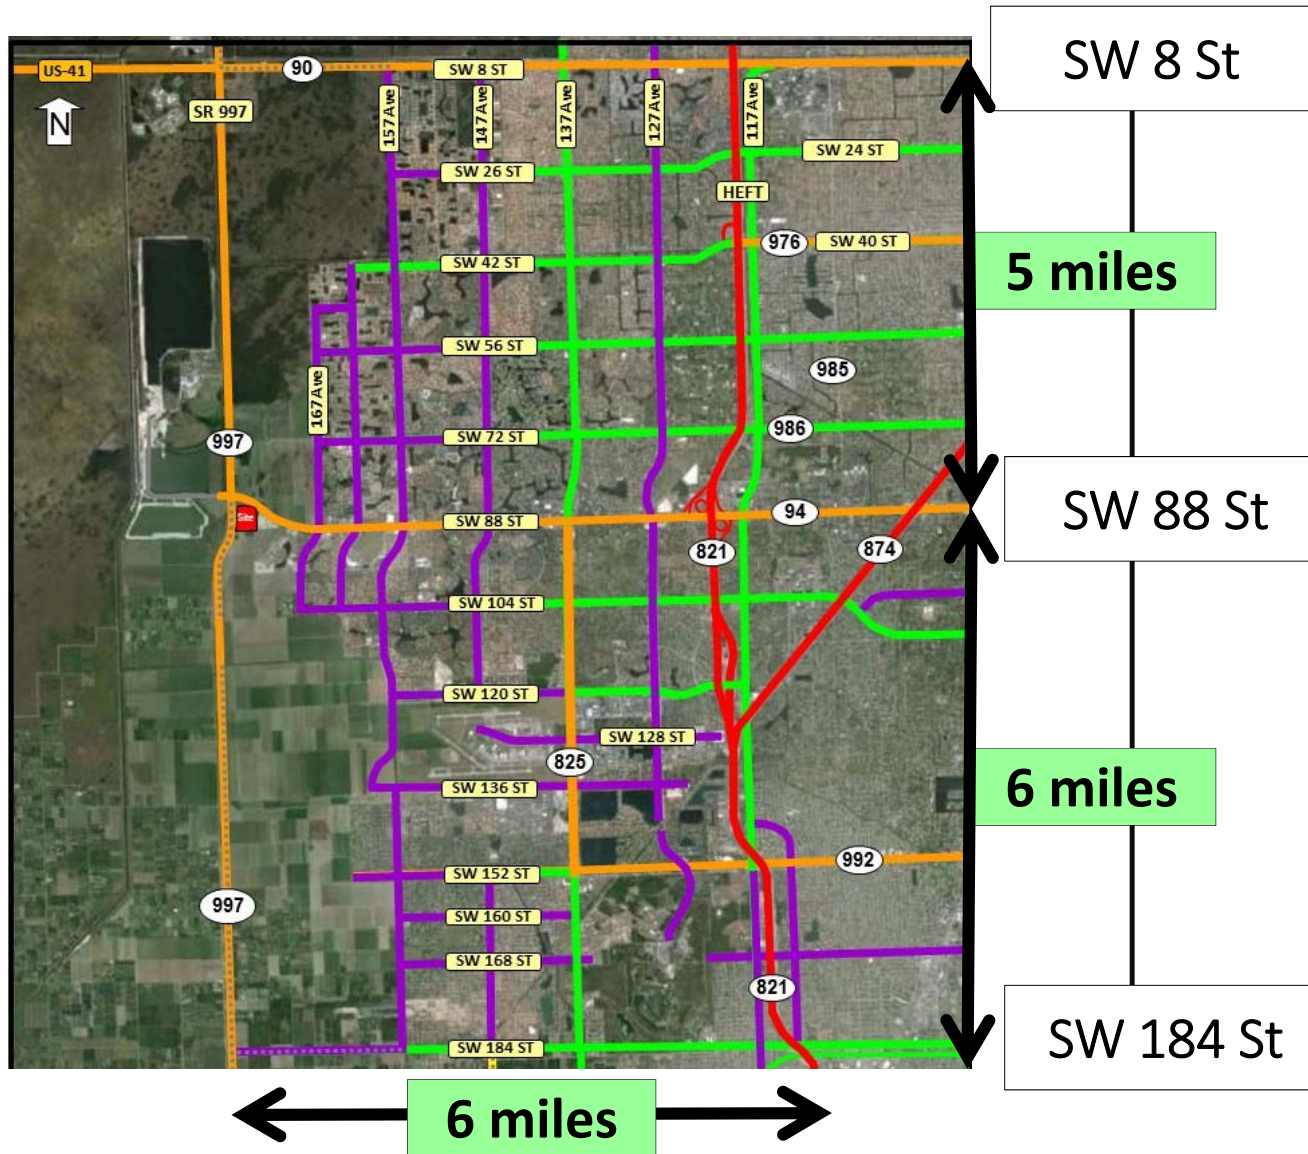 SW 8 St
US-41
90
SW 8 ST
SR 997
157 Ave
147 Ave
137 Ave
127 Ave
117 Ave
N
SW 24 ST
SW 26 ST
HEFT
976
SW 40 ST
SW 42 ST
5 miles
SW 56 ST
985
167 Ave
986
SW 72 ST
997
Site
94
SW 88 ST
SW 88 St
821
874
SW 104 ST
SW 120 ST
SW 128 ST
825
SW 136 ST
6 miles
992
SW 152 ST
997
SW 160 ST
SW 168 ST
821
SW 184 ST
SW 184 St
6 miles